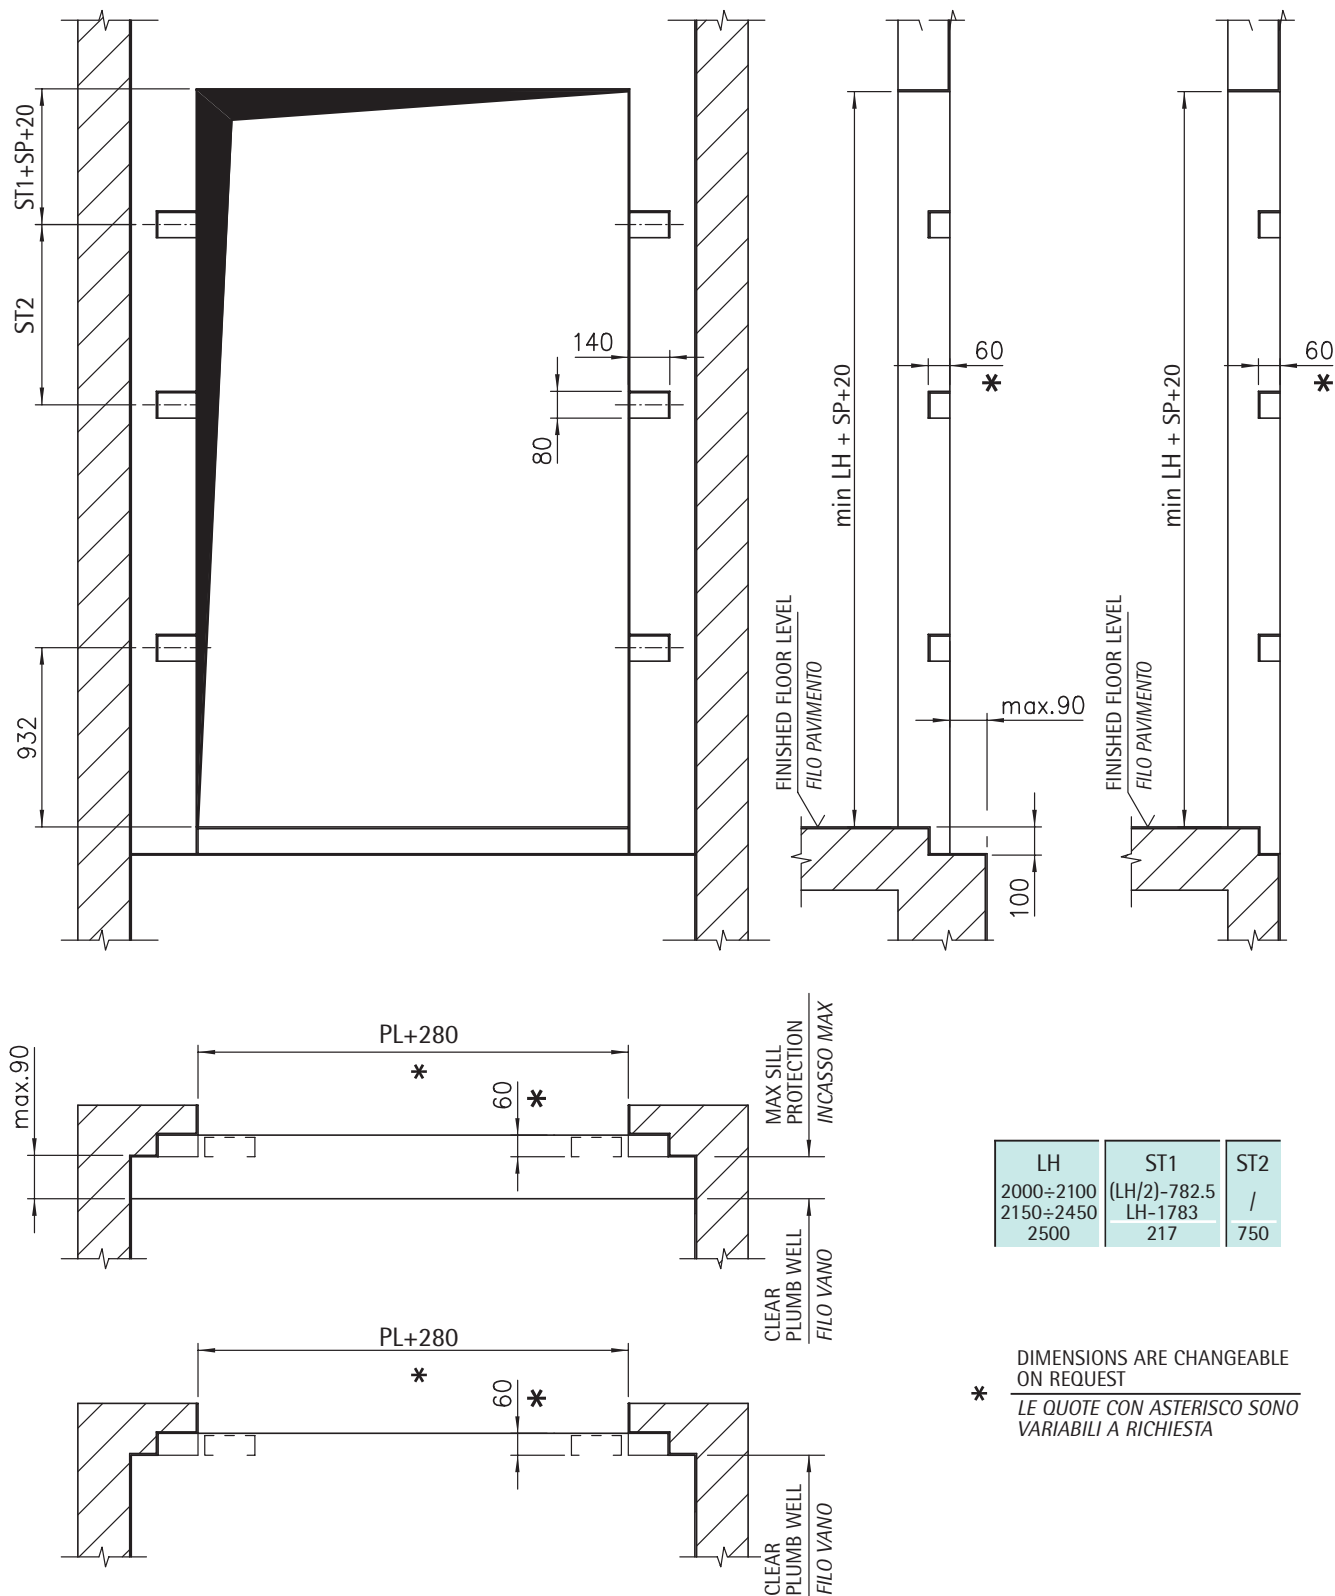 ST1+SP+20
ST2
932
140
80
min LH + SP+20
60
*
FINISHED FLOOR LEVEL
FILO PAVIMENTO
max.90
100
min LH + SP+20
60
*
FINISHED FLOOR LEVEL
FILO PAVIMENTO
max.90
PL+280
*
60
*
MAX SILL
PROTECTION
INCASSO MAX
CLEAR
PLUMB WELL
FILO VANO
LH ST1 ST2
2000÷2100 (LH/2)-782.5 /
2150÷2450 LH-1783
2500 217 750
PL+280
*
60
*
CLEAR
PLUMB WELL
FILO VANO
DIMENSIONS ARE CHANGEABLE
ON REQUEST
*
LE QUOTE CON ASTERISCO SONO
VARIABILI A RICHIESTA